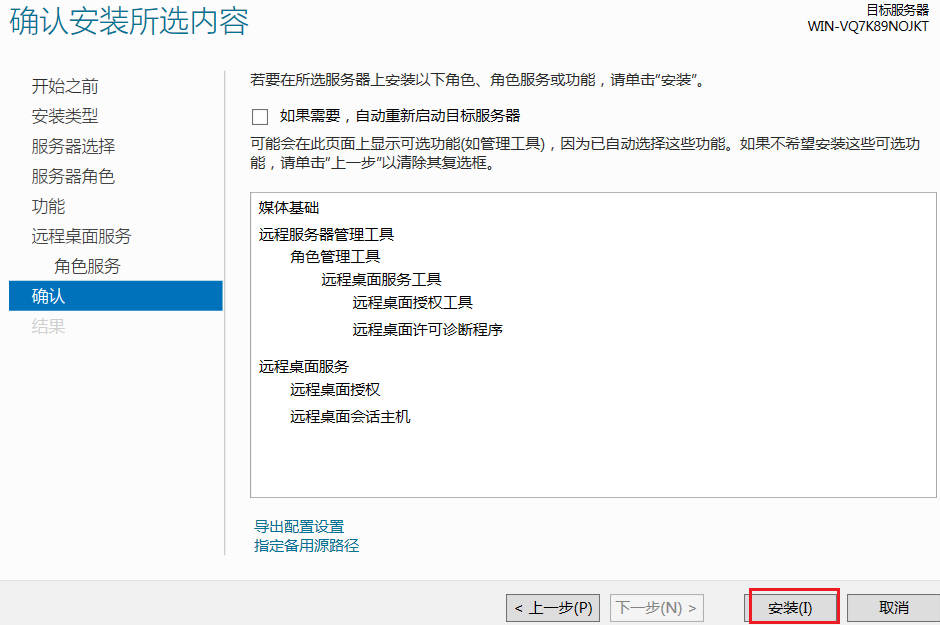 确认安装所选内容
目标服务器
WIN-VQ7K89NOJKT
开始之前
安装类型
服务器选择
服务器角色
功能
远程桌面服务
角色服务
确认
结果
若要在所选服务器上安装以下角色、角色服务或功能，请单击"安装"。
如果需要，自动重新启动目标服务器
可能会在此页面上显示可选功能(如管理工具)，因为已自动选择这些功能。如果不希望安装这些可选功
能，请单击"上一步"以清除其复选框。
媒体基础
远程服务器管理工具
角色管理工具
远程桌面服务工具
远程桌面授权工具
远程桌面许可诊断程序
远程桌面服务
远程桌面授权
远程桌面会话主机
导出配置设置
指定备用源路径
< 上一步(P)
下一步(N) >
安装(I)
取消